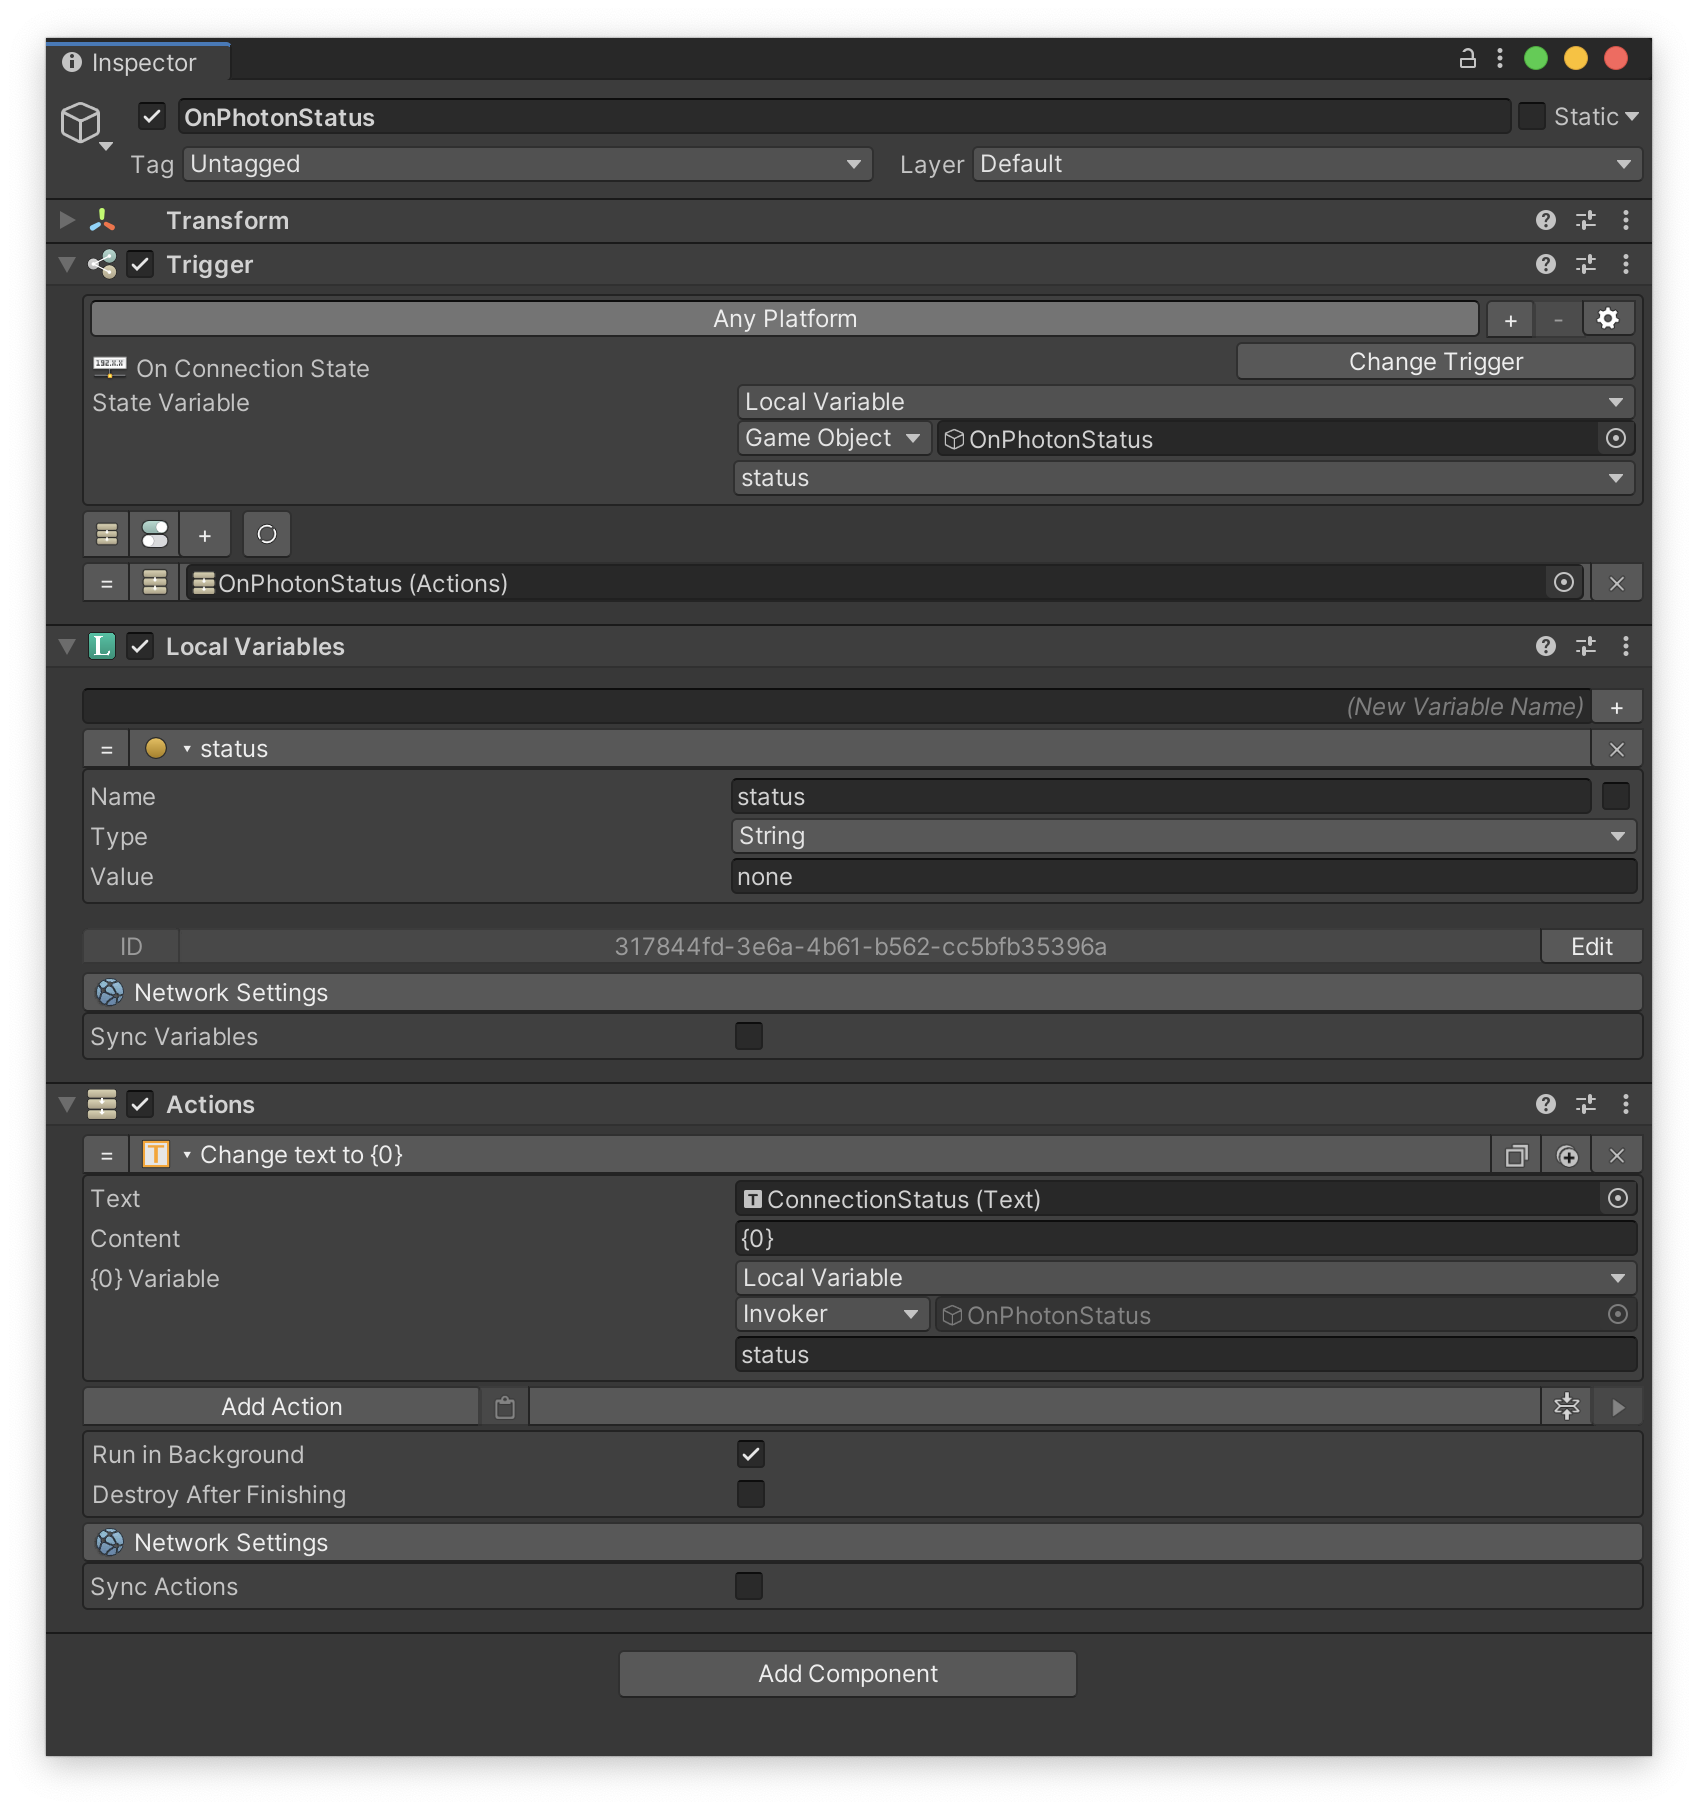 Inspector
OnPhotonStatus
Static
Tag Untagged Layer Default
Transform
Trigger
Any Platform + -
192.X.X On Connection State Change Trigger
State Variable Local Variable
Game Object OnPhotonStatus
status
+
= OnPhotonStatus (Actions)
L Local Variables
(New Variable Name) +
= status
Name status
Type String
Value none
ID 317844fd-3e6a-4b61-b562-cc5bfb35396a Edit
Network Settings
Sync Variables
Actions
= T Change text to {0}
Text T ConnectionStatus (Text)
Content {0}
{0} Variable Local Variable
Invoker OnPhotonStatus
status
Add Action
Run in Background
Destroy After Finishing
Network Settings
Sync Actions
Add Component